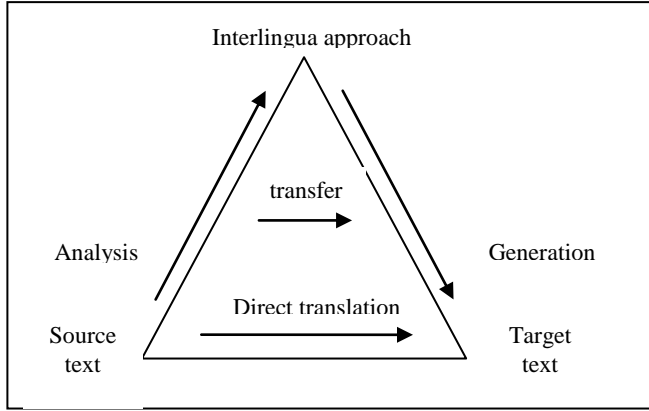 Interlingua approach
transfer
Analysis
Generation
Direct translation
Source
text
Target
text